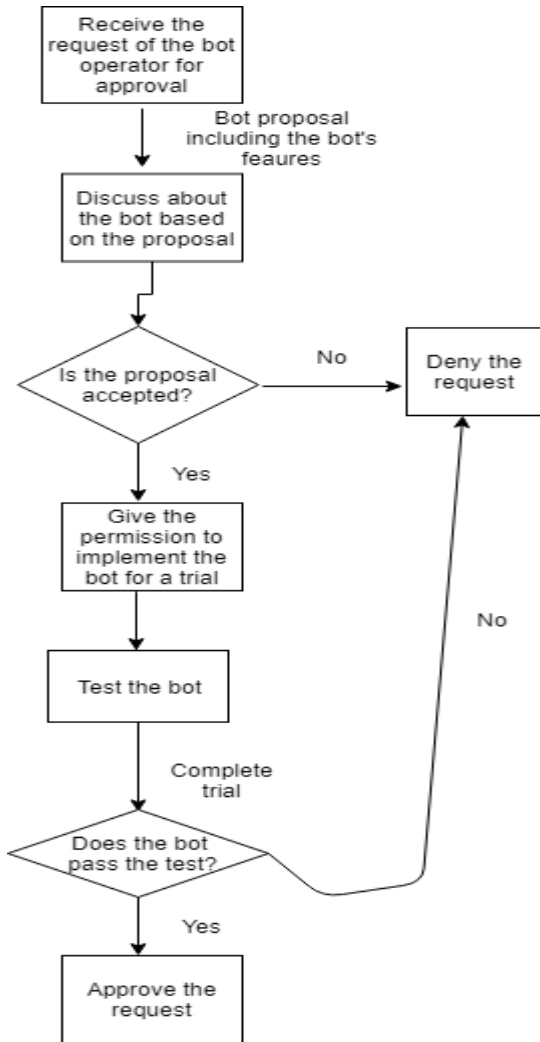 Receive the
request of the bot
operator for
approval
Bot proposal
including the bot's
feaures
Discuss about
the bot based
on the proposal
Is the proposal
accepted?
No
Deny the
request
Yes
Give the
permission to
implement the
bot for a trial
No
Test the bot
Complete
trial
Does the bot
pass the test?
Yes
Approve the
request